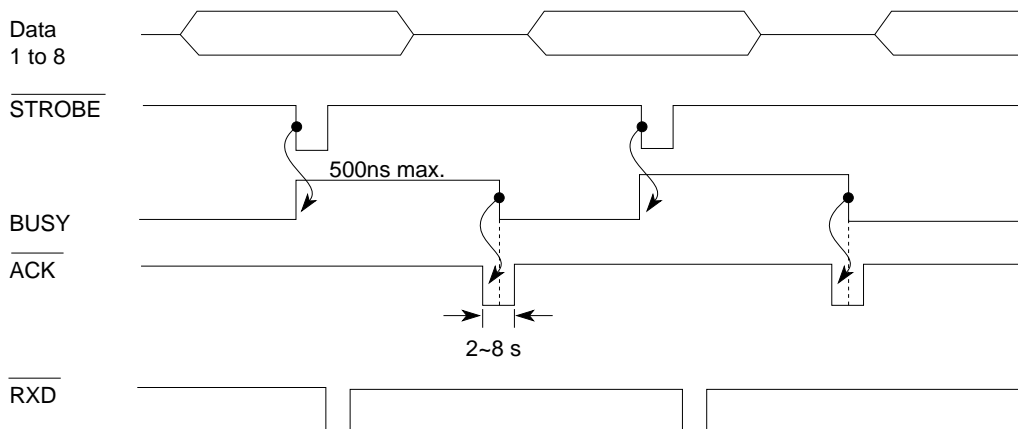 Data
1 to 8
STROBE
500ns max.
BUSY
ACK
2~8 s
RXD